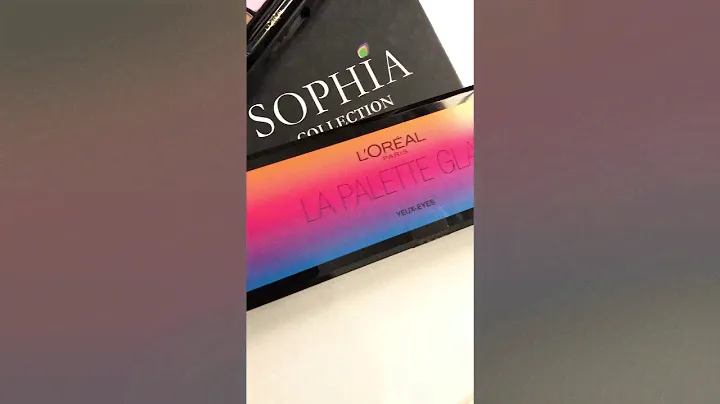 SOPHIA
COLLECTION
L'ORÉAL
PARIS
LA PALETTE GLA
YEUX-EYES